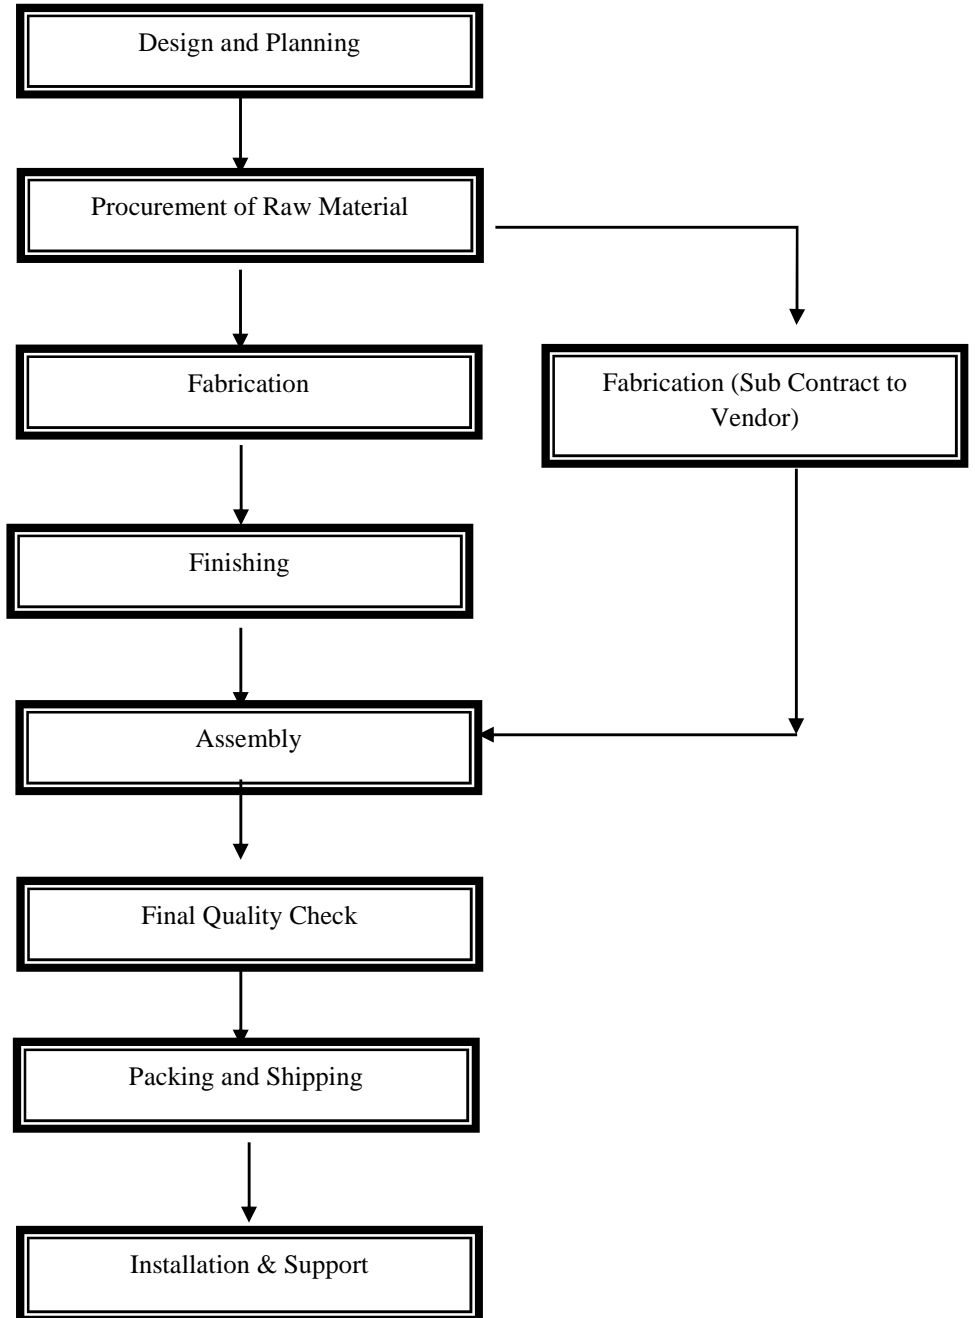 Design and Planning
Procurement of Raw Material
Fabrication
Fabrication (Sub Contract to
Vendor)
Finishing
Assembly
Final Quality Check
Packing and Shipping
Installation & Support